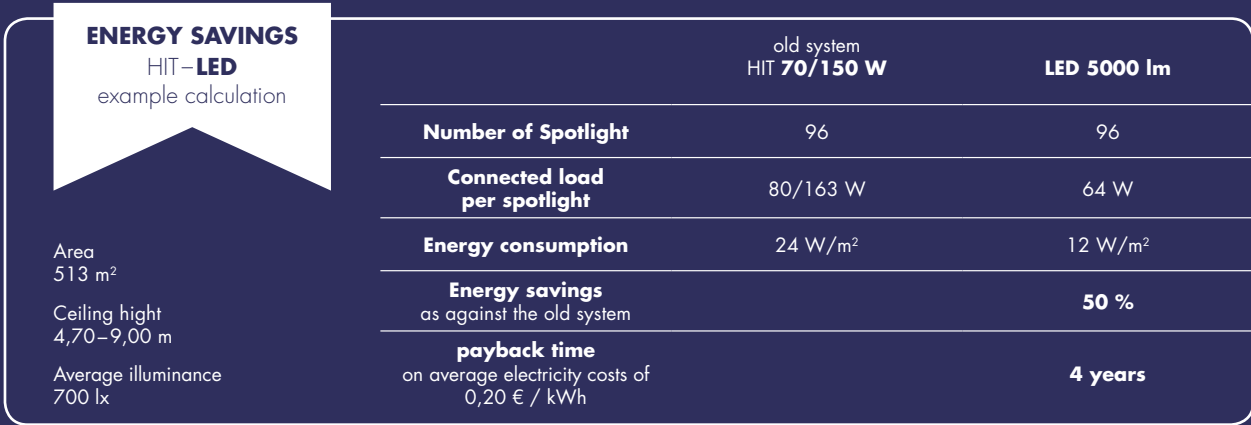 ENERGY SAVINGS
HIT–LED
example calculation
Area
513 m²
Ceiling hight
4,70–9,00 m
Average illuminance
700 lx
old system
HIT 70/150 W
LED 5000 lm
Number of Spotlight
96
96
Connected load
per spotlight
80/163 W
64 W
Energy consumption
24 W/m²
12 W/m²
Energy savings
as against the old system
50 %
payback time
on average electricity costs of
0,20 € / kWh
4 years